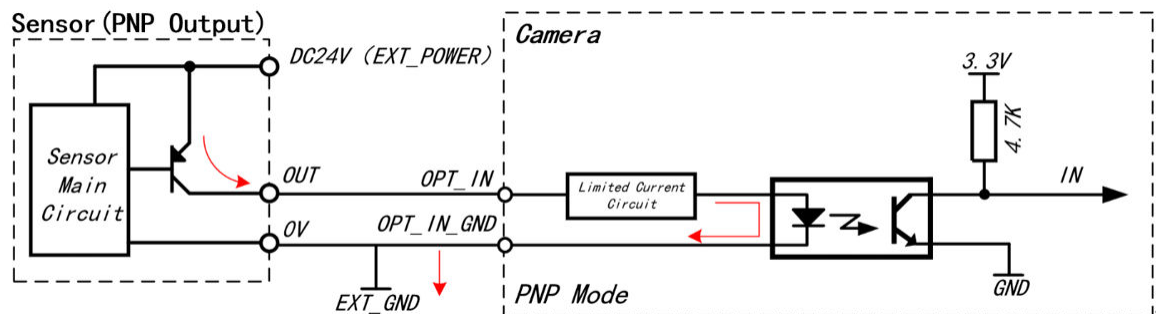 Sensor(PNP Output)
DC24V (EXT_POWER)
Camera
3.3V
4.7K
Sensor
Main
Circuit
OUT
OPT_IN
Limited Current
Circuit
IN
0V
OPT_IN_GND
EXT_GND
PNP Mode
GND